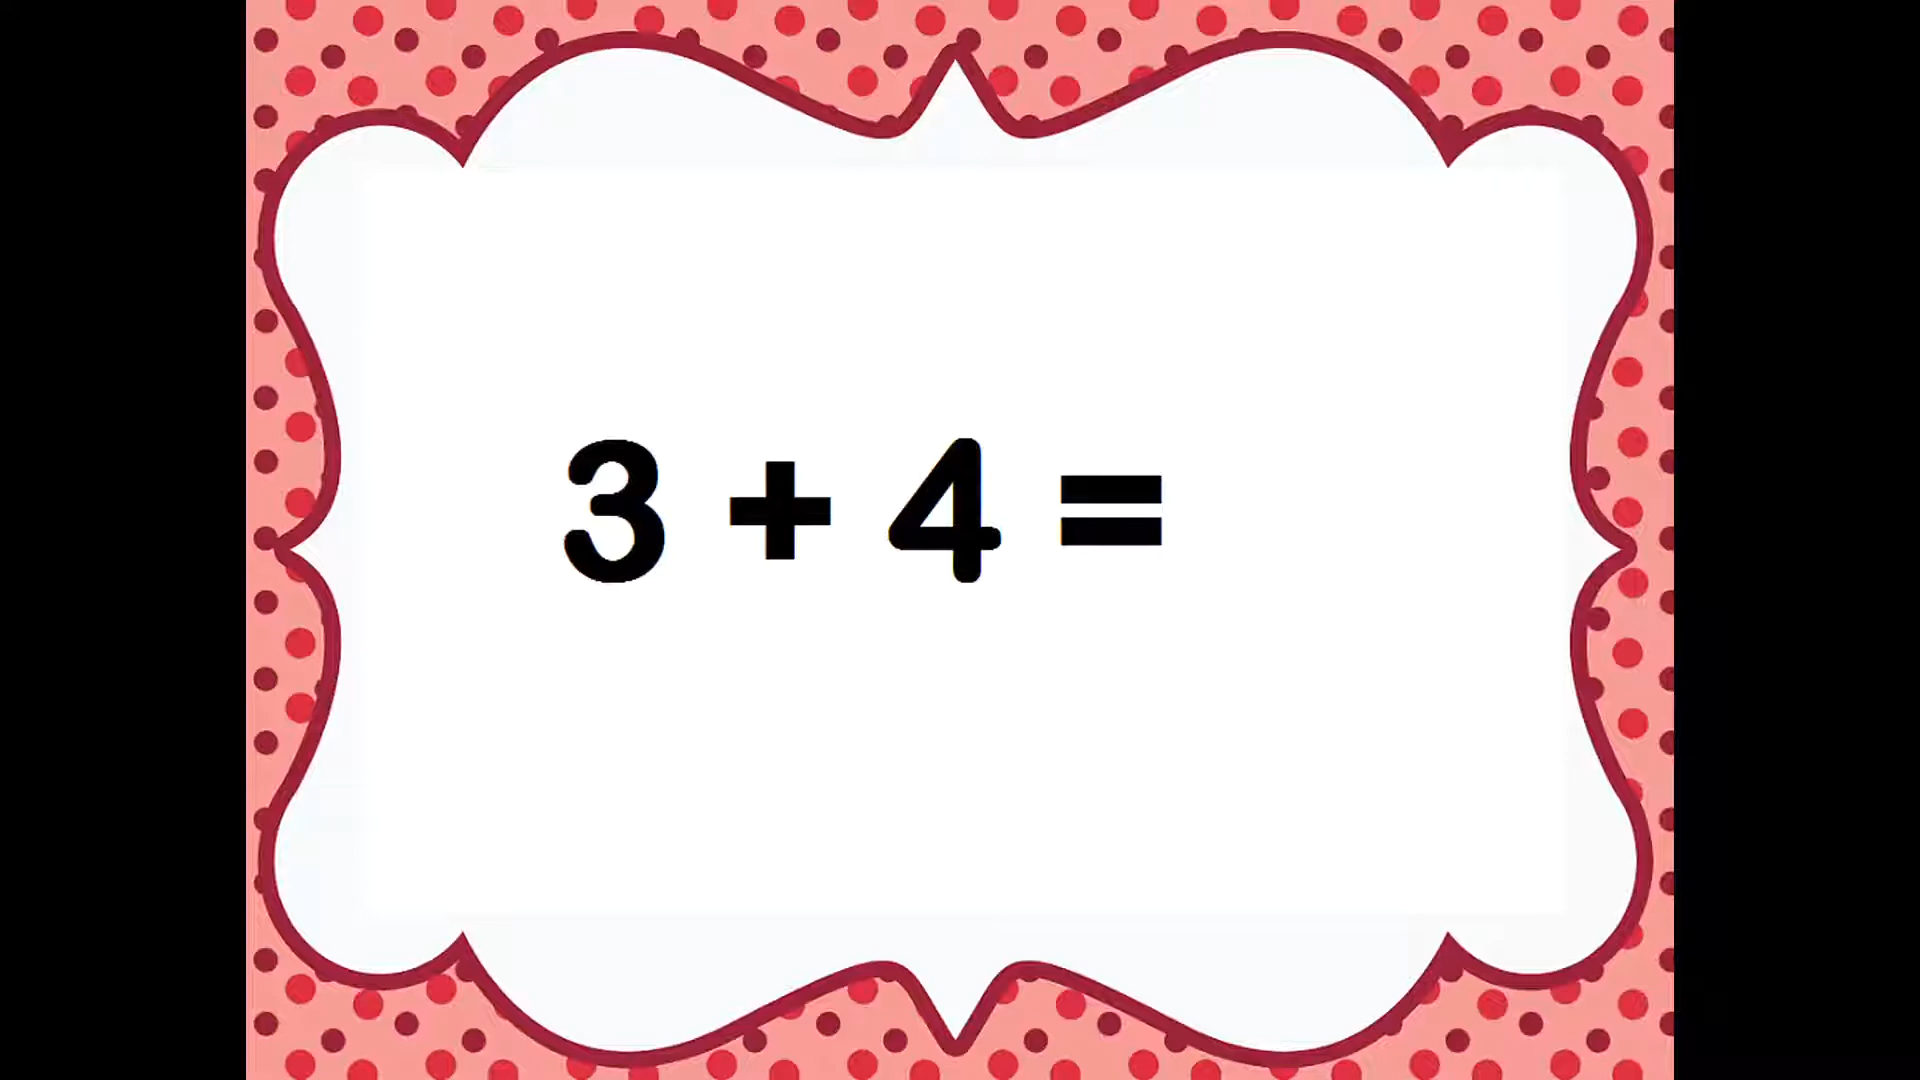 3 + 4 =